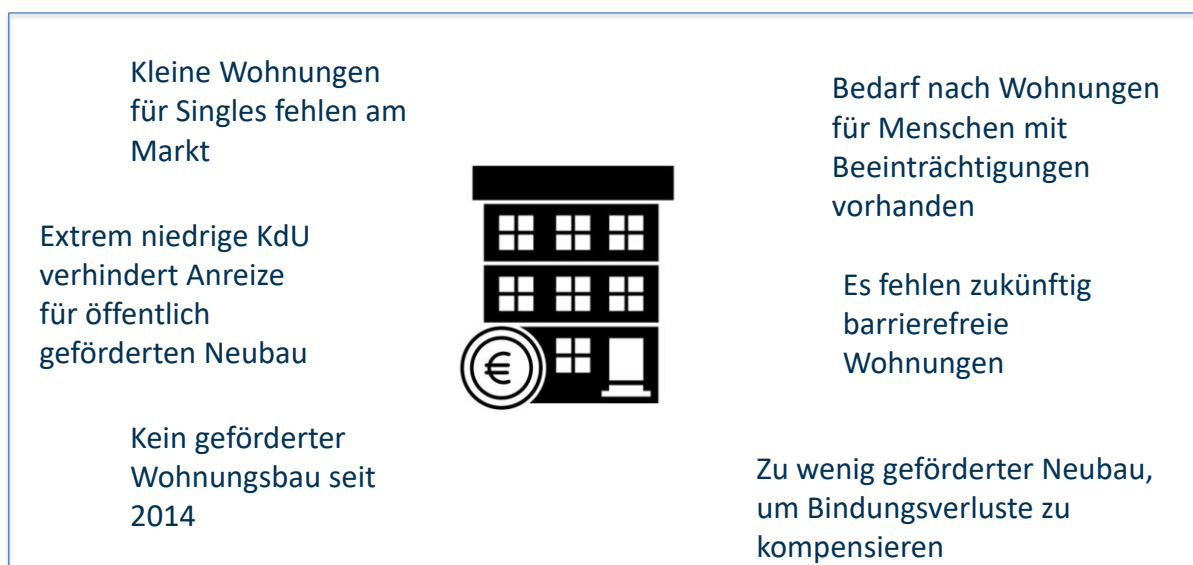 Kleine Wohnungen
für Singles fehlen am
Markt
Extrem niedrige KdU
verhindert Anreize
für öffentlich
geförderten Neubau
Kein geförderter
Wohnungsbau seit
2014
€
Bedarf nach Wohnungen
für Menschen mit
Beeinträchtigungen
vorhanden
Es fehlen zukünftig
barrierefreie
Wohnungen
Zu wenig geförderter Neubau,
um Bindungsverluste zu
kompensieren